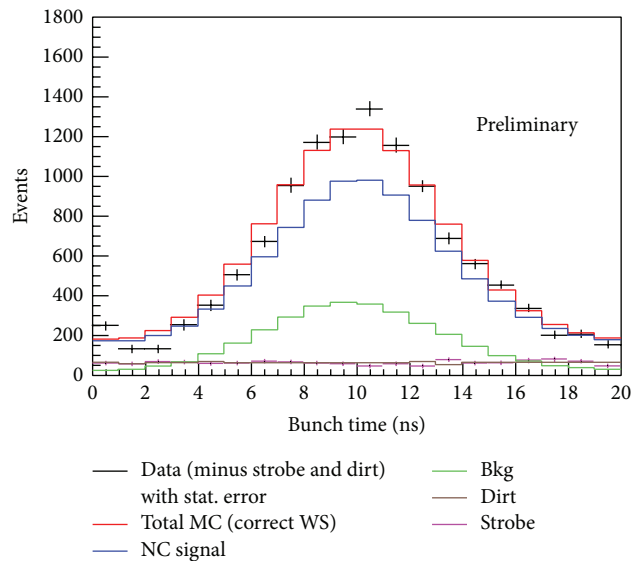 1800
1600
1400
1200
1000
800
600
400
200
0
Events
Preliminary
0 2 4 6 8 10 12 14 16 18 20
Bunch time (ns)
Data (minus strobe and dirt)
with stat. error
Total MC (correct WS)
NC signal
Bkg
Dirt
Strobe